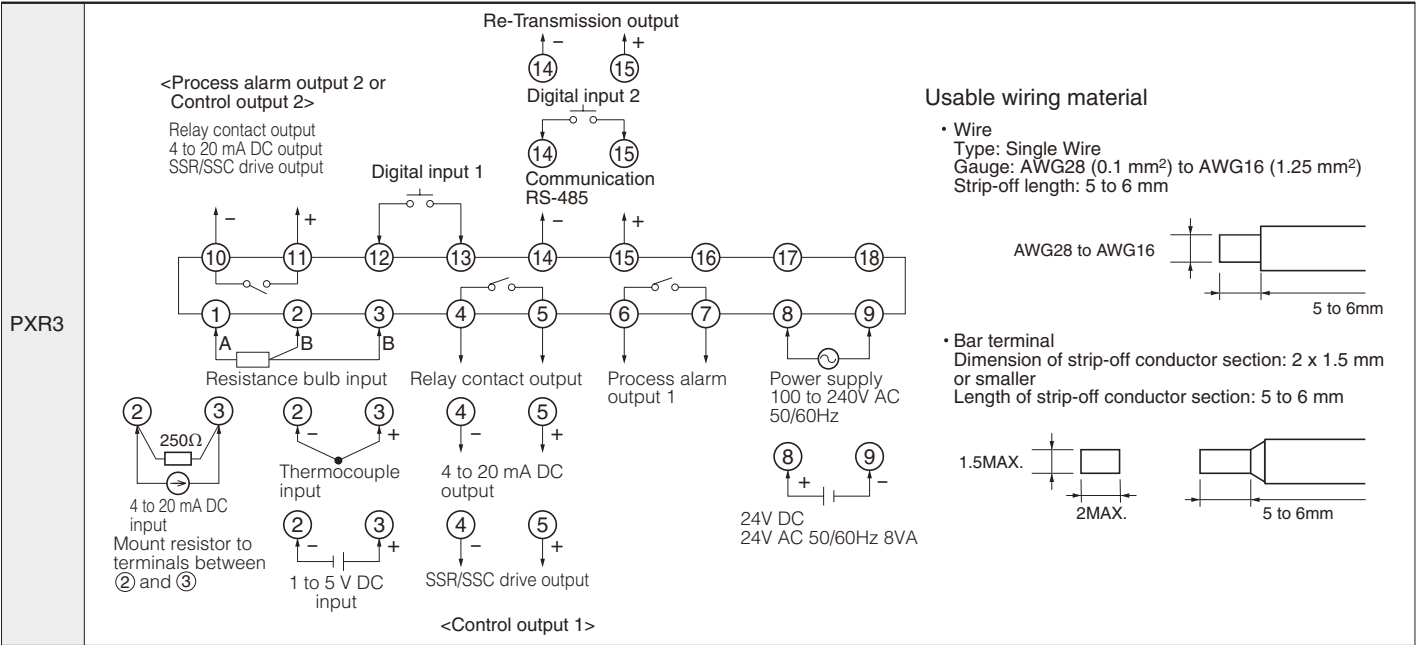 PXR3
Re-Transmission output
− +
⑭ ⑮
<Process alarm output 2 or
Control output 2>
Relay contact output
4 to 20 mA DC output
SSR/SSC drive output
Digital input 2
⑭ ⑮
Digital input 1
Communication
RS-485
− + − +
⑩ ⑪ ⑫ ⑬ ⑭ ⑮ ⑯ ⑰ ⑱
① ② ③ ④ ⑤ ⑥ ⑦ ⑧ ⑨
A B B
Resistance bulb input
Relay contact output
Process alarm
output 1
Power supply
100 to 240V AC
50/60Hz
② ③
250Ω
4 to 20 mA DC
input
Mount resistor to
terminals between
② and ③
② ③
− +
Thermocouple
input
② ③
− +
1 to 5 V DC
input
④ ⑤
− +
4 to 20 mA DC
output
④ ⑤
− +
SSR/SSC drive output
<Control output 1>
⑧ ⑨
+ −
24V DC
24V AC 50/60Hz 8VA
Usable wiring material
・Wire
Type: Single Wire
Gauge: AWG28 (0.1 mm²) to AWG16 (1.25 mm²)
Strip-off length: 5 to 6 mm
AWG28 to AWG16
5 to 6mm
・Bar terminal
Dimension of strip-off conductor section: 2 x 1.5 mm
or smaller
Length of strip-off conductor section: 5 to 6 mm
1.5MAX.
2MAX.
5 to 6mm